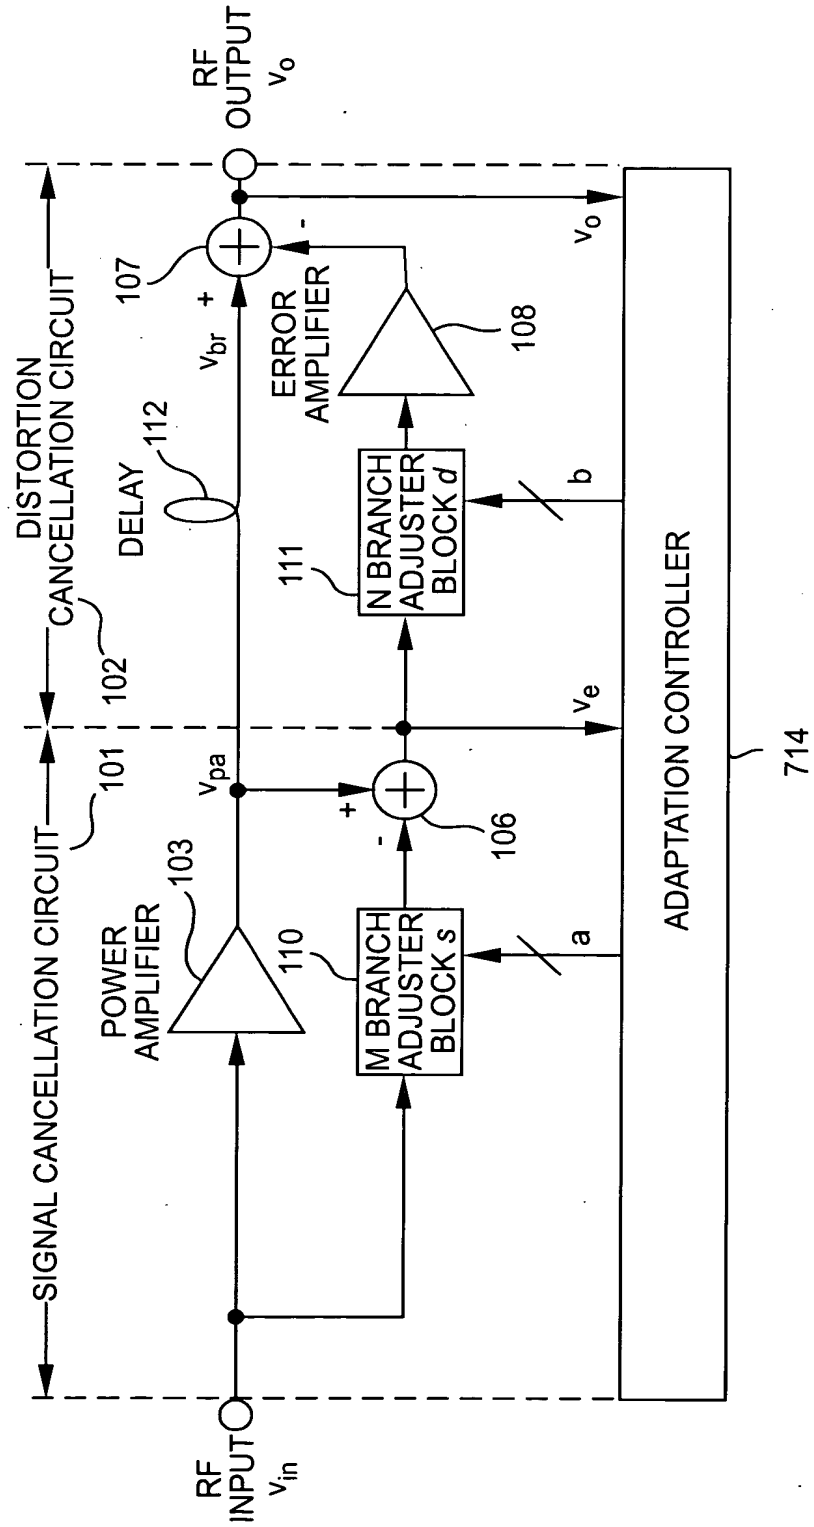 SIGNAL CANCELLATION CIRCUIT
101
DISTORTION
CANCELLATION CIRCUIT
102
RF
INPUT
vin
POWER
AMPLIFIER
103
vpa
DELAY
112
vbr
+
107
RF
OUTPUT
vo
M BRANCH
ADJUSTER
BLOCK s
110
+
-
106
N BRANCH
ADJUSTER
BLOCK d
111
ERROR
AMPLIFIER
108
-
a
ve
b
vo
ADAPTATION CONTROLLER
714